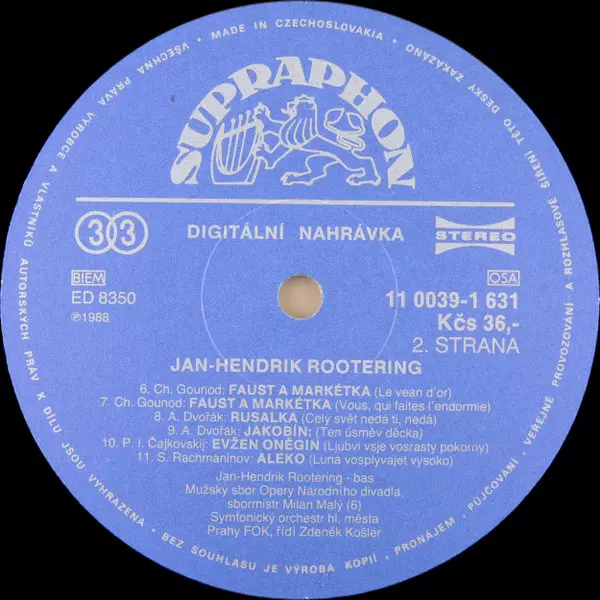 SUPRAPHON
33
DIGITÁLNÍ NAHRÁVKA
STEREO
BIEM
ED 8350
℗1988
OSA
11 0039-1 631
Kčs 36,-
2. STRANA
JAN-HENDRIK ROOTERING
6. Ch. Gounod: FAUST A MARKÉTKA (Le vean d'or)
7. Ch. Gounod: FAUST A MARKÉTKA (Vous, qui faites l'endormie)
8. A. Dvořák: RUSALKA (Cely svět nedá ti, nedá)
9. A. Dvořák: JAKOBÍN: (Ten úsměv děcka)
10. P. I. Čajkovskij: EVŽEN ONĚGIN (Ljubvi vsje vosrasty pokorny)
11. S. Rachmaninov: ALEKO (Luna vosplyvajet vysoko)
Jan-Hendrik Rootering - bas
Mužský sbor Opery Národního divadla,
sbormistr Milan Malý (6)
Symfonický orchestr hl. města
Prahy FOK, řídí Zdeněk Košler
MADE IN CZECHOSLOVAKIA • VŠECHNA PRÁVA VÝROBCE A VLASTNÍKŮ AUTORSKÝCH PRÁV K DÍLU JSOU VYHRAZENA • BEZ SOUHLASU JE VÝROBA KOPIÍ, PRONÁJEM, PŮJČOVÁNÍ, VEŘEJNÉ PROVOZOVÁNÍ A ROZHLASOVÉ ŠÍŘENÍ TÉTO DESKY ZAKÁZÁNO •